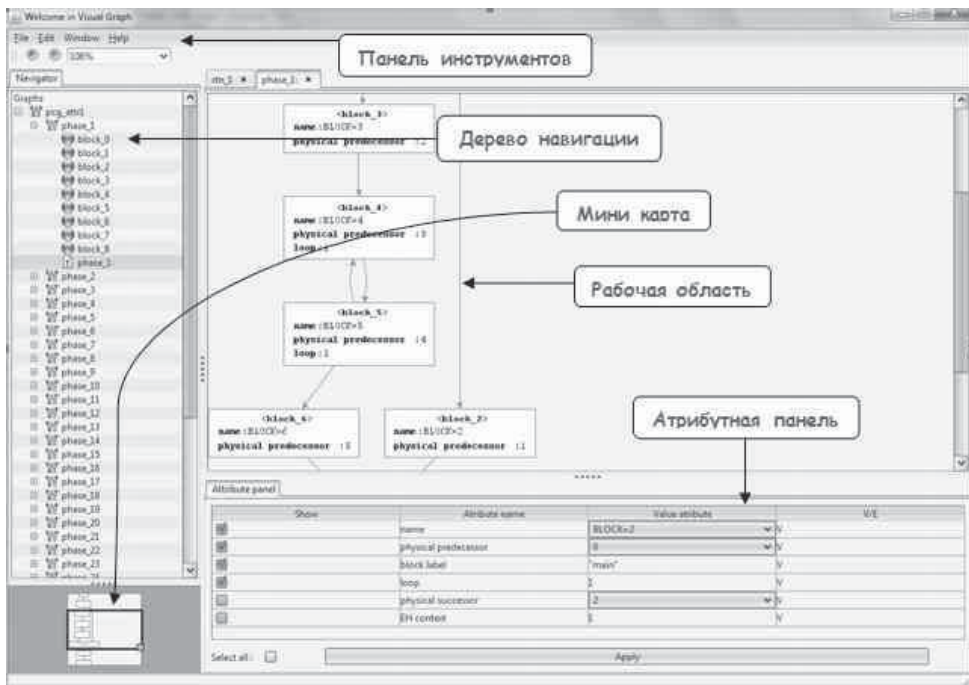 Welcome in Visual Graph
File Edit Window Help
Панель инструментов
106%
Navigator
phase_1
Graphs
pcg_attr1
phase_1
block_0
block_1
block_2
block_3
block_4
block_5
block_6
block_7
block_8
phase_1
phase_2
phase_3
phase_4
phase_5
phase_6
phase_7
phase_8
phase_9
phase_10
phase_11
phase_12
phase_13
phase_14
phase_15
phase_16
phase_17
phase_18
phase_19
phase_20
phase_21
phase_22
phase_23
<block_3>
name:BLOCK=3
physical predecessor :2
Дерево навигации
<block_4>
name:BLOCK=4
physical predecessor :3
loop:1
Мини карта
Рабочая область
<block_5>
name:BLOCK=5
physical predecessor :4
loop:1
<block_6>
name:BLOCK=6
physical predecessor :5
<block_2>
name:BLOCK=2
physical predecessor :1
Атрибутная панель
Attribute panel
Show Attribute name Value attribute V/E
name BLOCK=2 V
physical predecessor 0 V
block label "main" V
loop 1 V
physical successor 2 V
EH context V
Select all: Apply